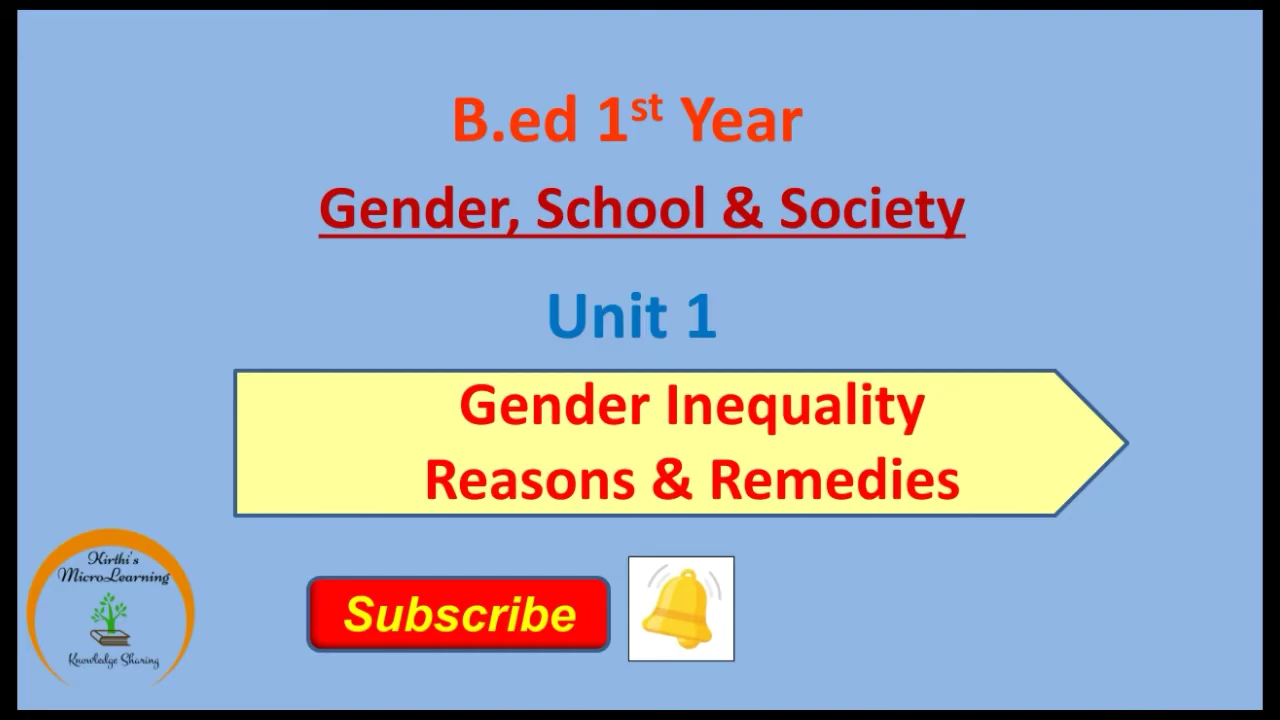 B.ed 1st Year
Gender, School & Society
Unit 1
Gender Inequality
Reasons & Remedies
Kirthi's
MicroLearning
Knowledge Sharing
Subscribe